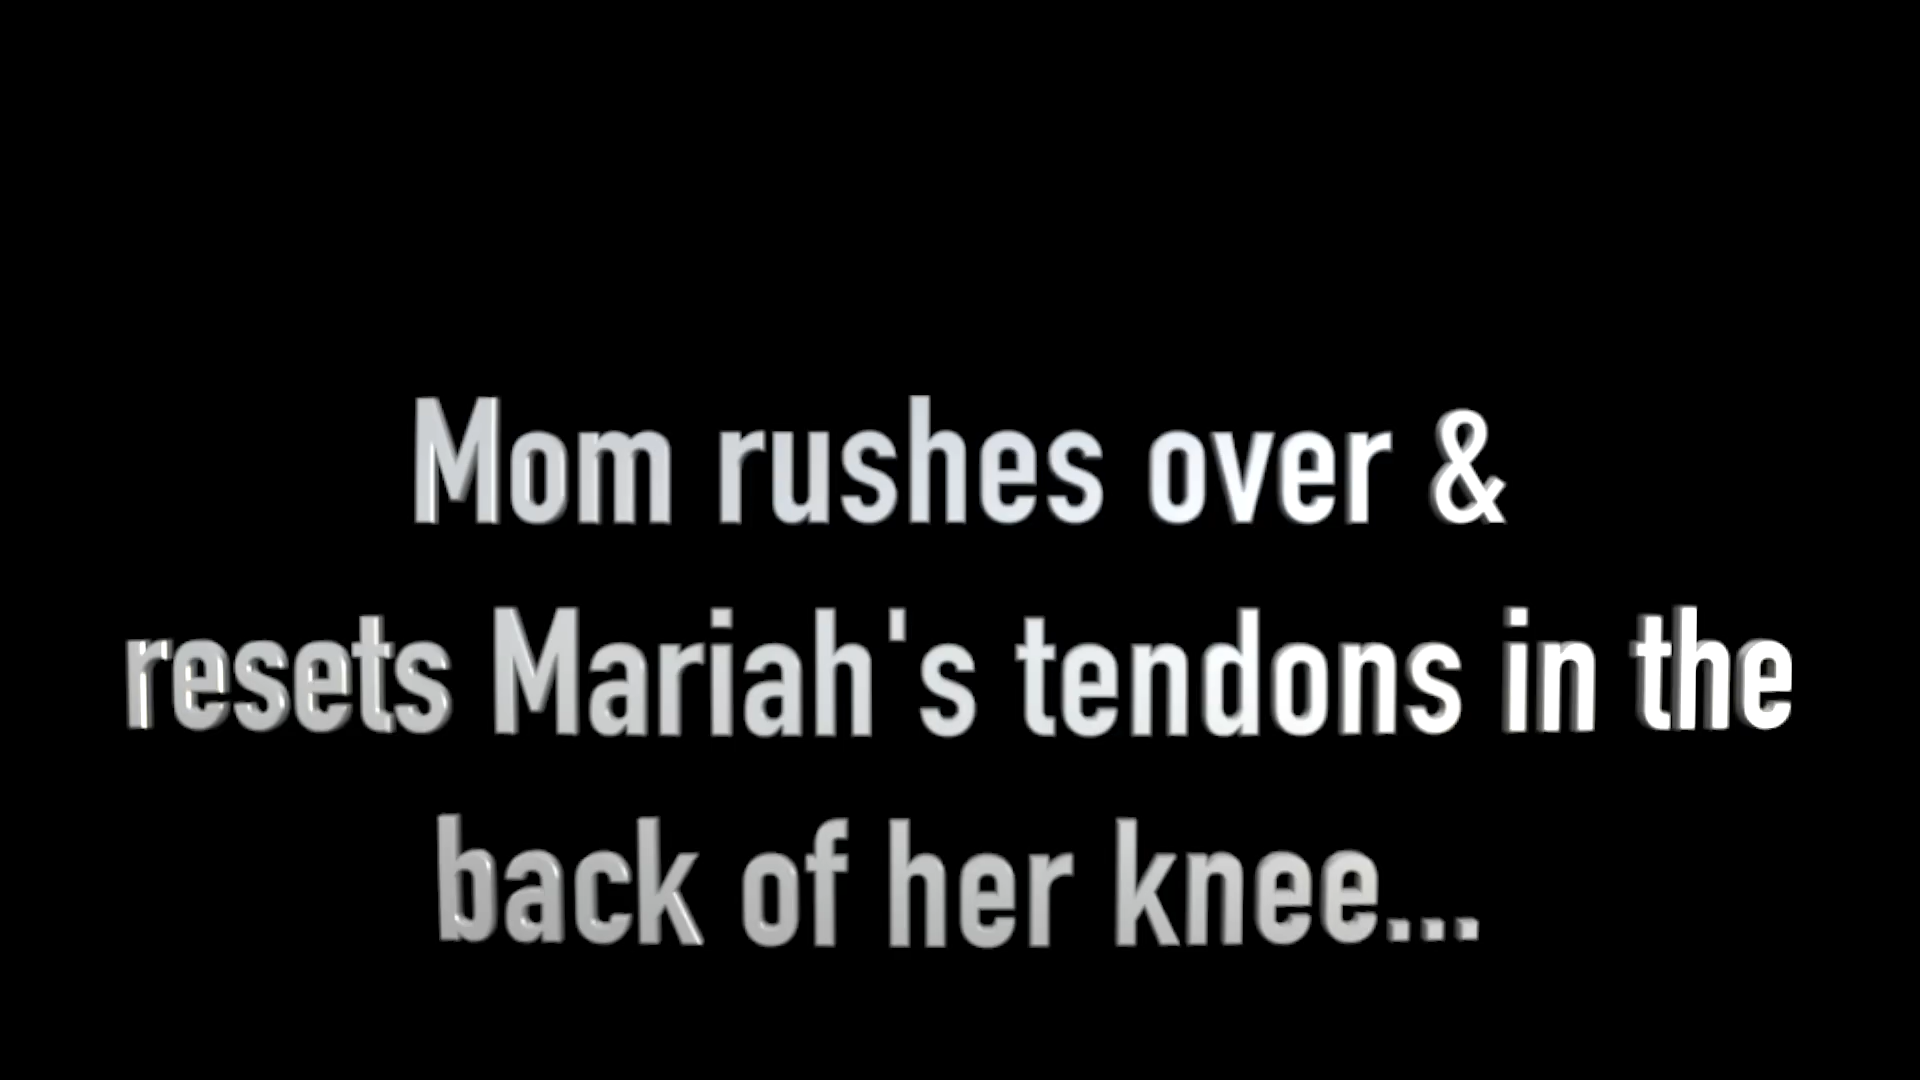 Mom rushes over &
resets Mariah's tendons in the
back of her knee...